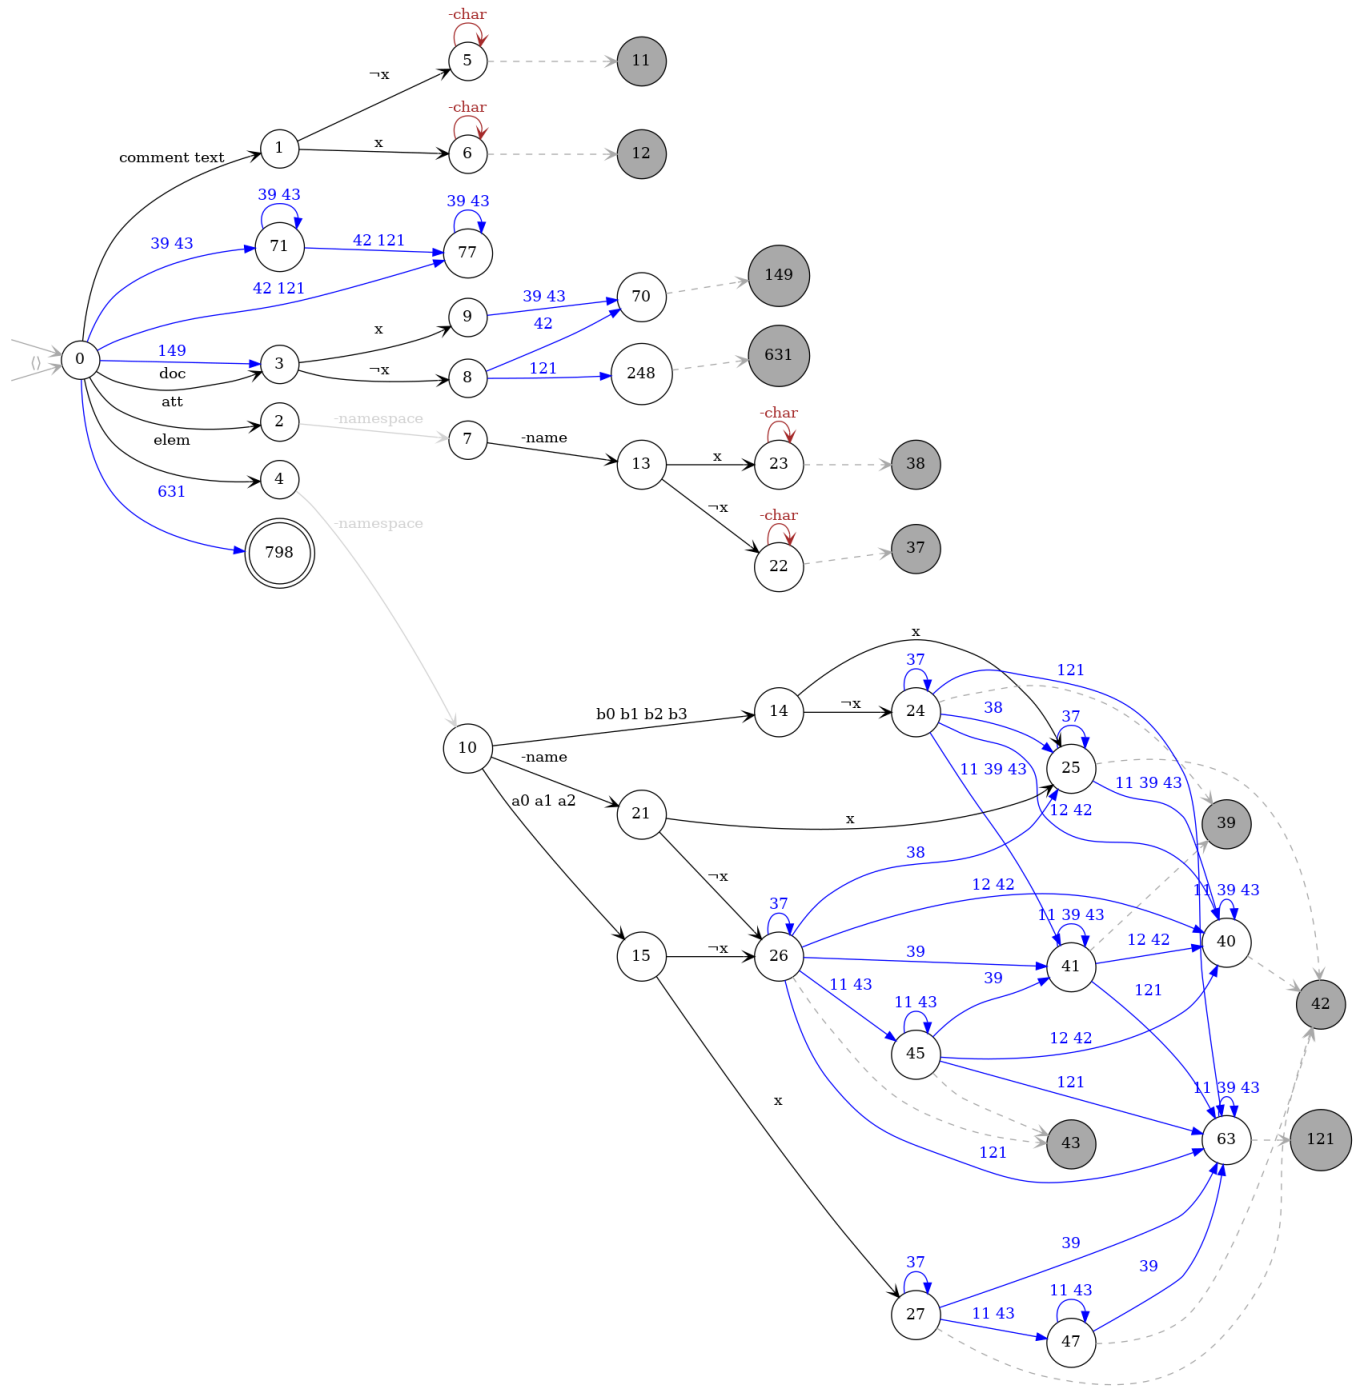 -char
5
11
¬x
-char
comment text
1
x
6
12
39 43
39 43
39 43
71
42 121
77
42 121
149
70
9
39 43
x
42
631
⟨⟩
0
149
3
doc
¬x
8
121
248
att
2
-namespace
7
-name
13
x
-char
23
38
elem
4
¬x
-char
22
37
631
-namespace
798
x
37
121
b0 b1 b2 b3
14
¬x
24
38
37
10
-name
11 39 43
25
11 39 43
a0 a1 a2
21
x
12 42
39
38
¬x
37
12 42
11 39 43
11 39 43
15
¬x
26
39
41
12 42
40
11 43
11 43
39
121
42
45
12 42
121
11 39 43
x
43
121
63
121
37
39
39
27
11 43
11 43
47